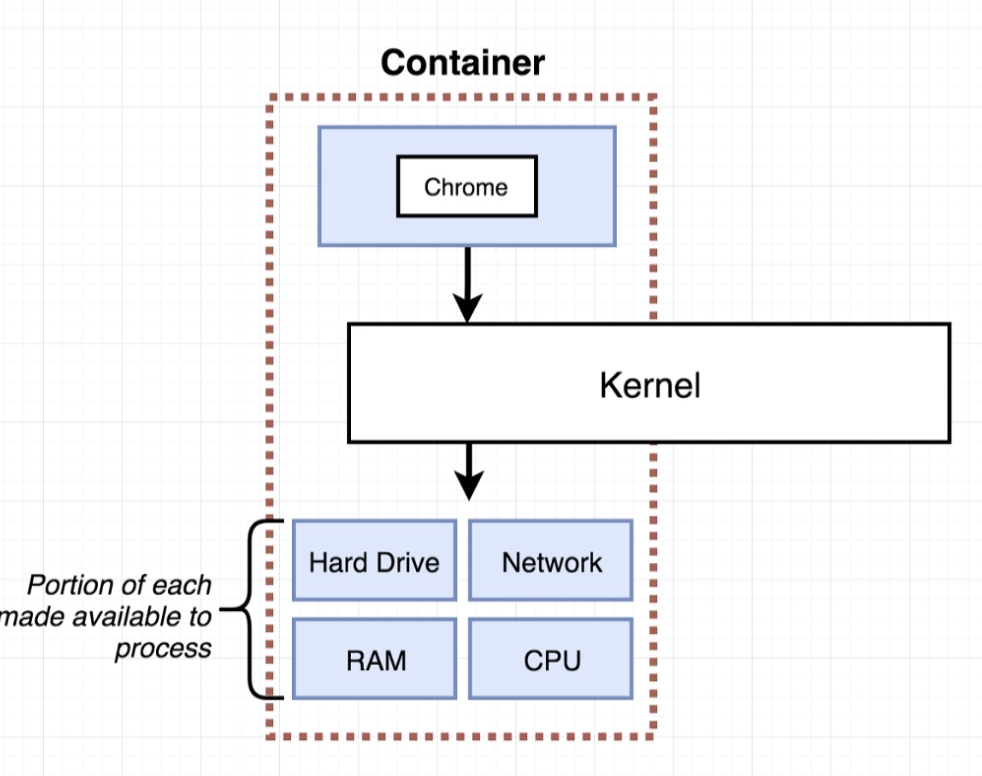 Container
Chrome
Kernel
Hard Drive
Network
Portion of each
made available to
process
RAM
CPU